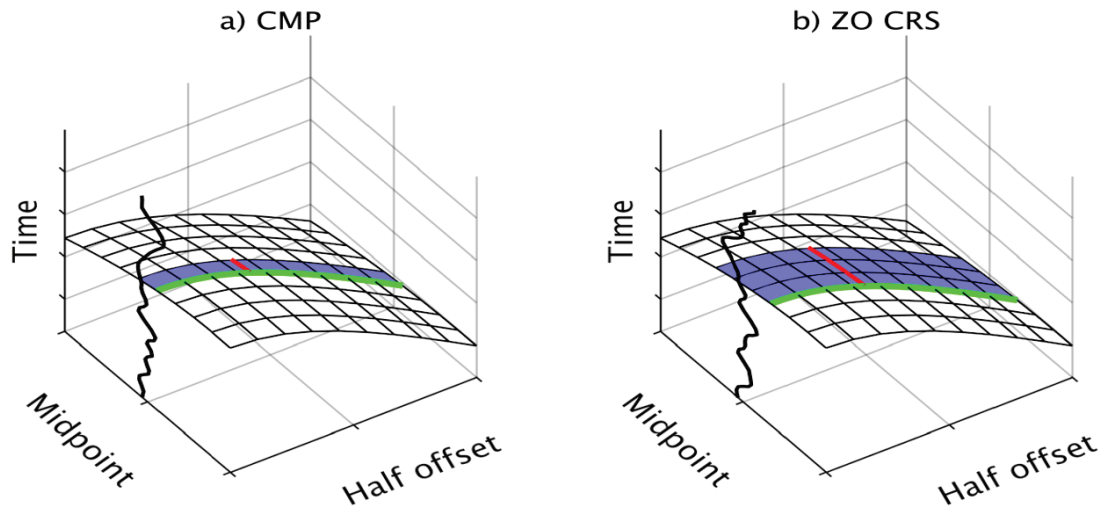 a) CMP
Time
Midpoint
Half offset
b) ZO CRS
Time
Midpoint
Half offset